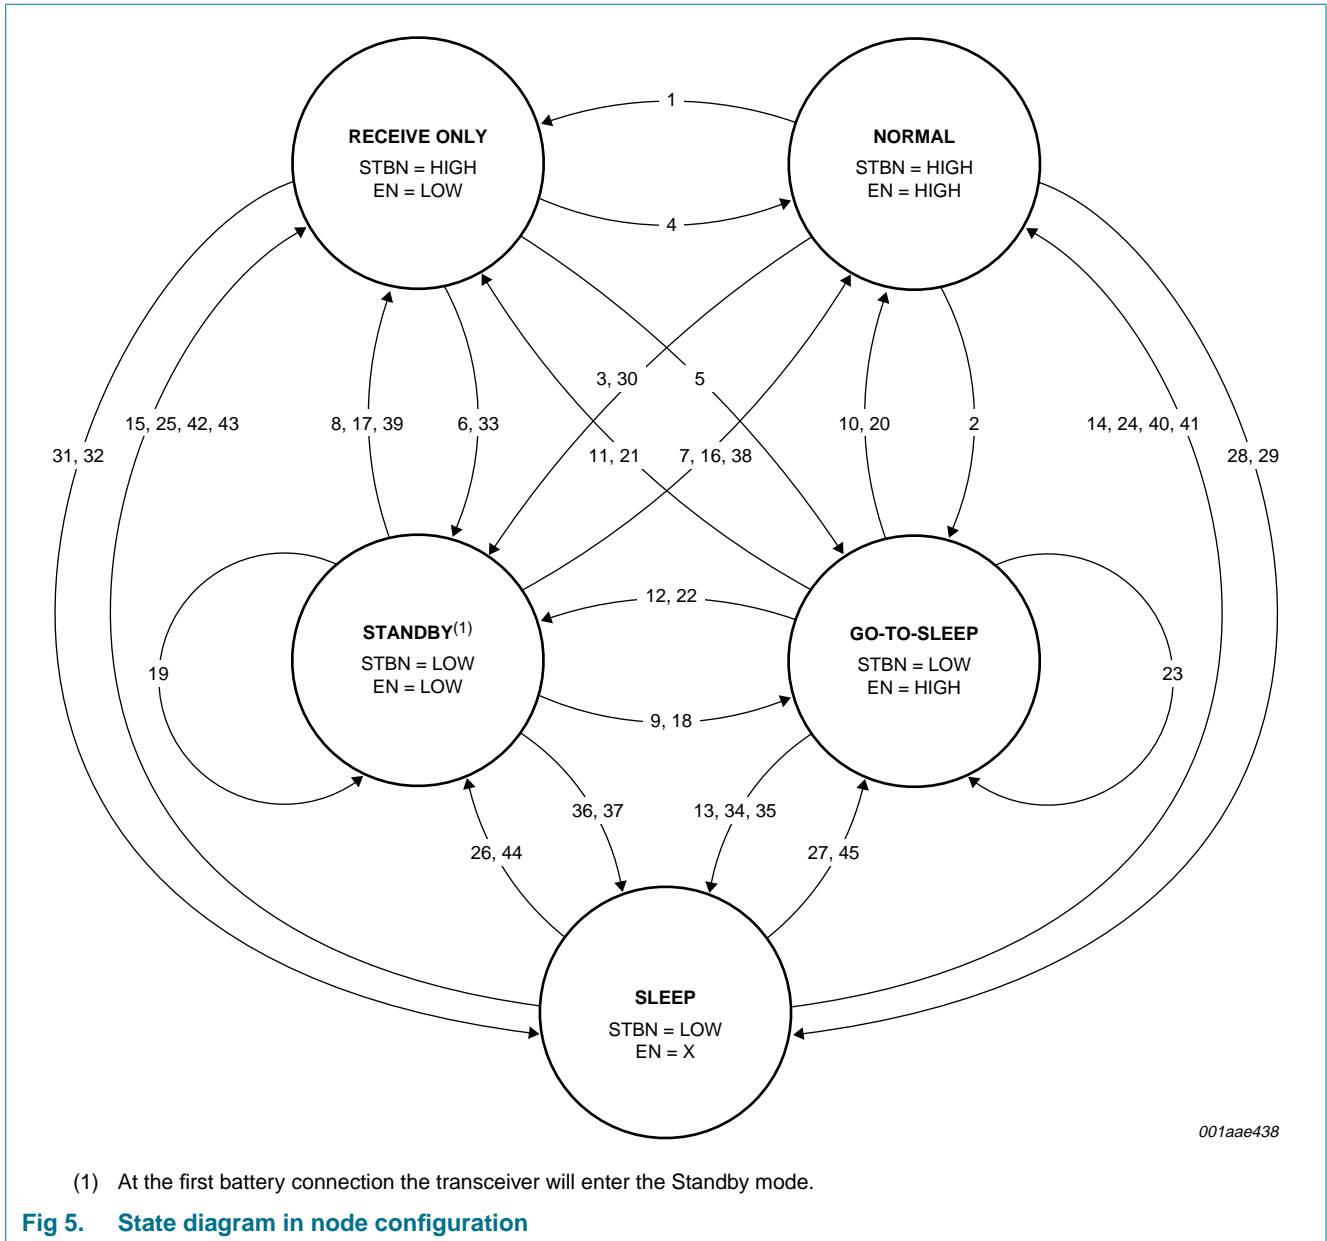 1
RECEIVE ONLY
STBN = HIGH
EN = LOW
NORMAL
STBN = HIGH
EN = HIGH
4
3, 30
5
15, 25, 42, 43
8, 17, 39
6, 33
10, 20
2
14, 24, 40, 41
31, 32
11, 21
7, 16, 38
28, 29
12, 22
STANDBY(1)
STBN = LOW
EN = LOW
GO-TO-SLEEP
STBN = LOW
EN = HIGH
19
23
9, 18
36, 37
13, 34, 35
26, 44
27, 45
SLEEP
STBN = LOW
EN = X
001aae438
(1) At the first battery connection the transceiver will enter the Standby mode.
Fig 5. State diagram in node configuration